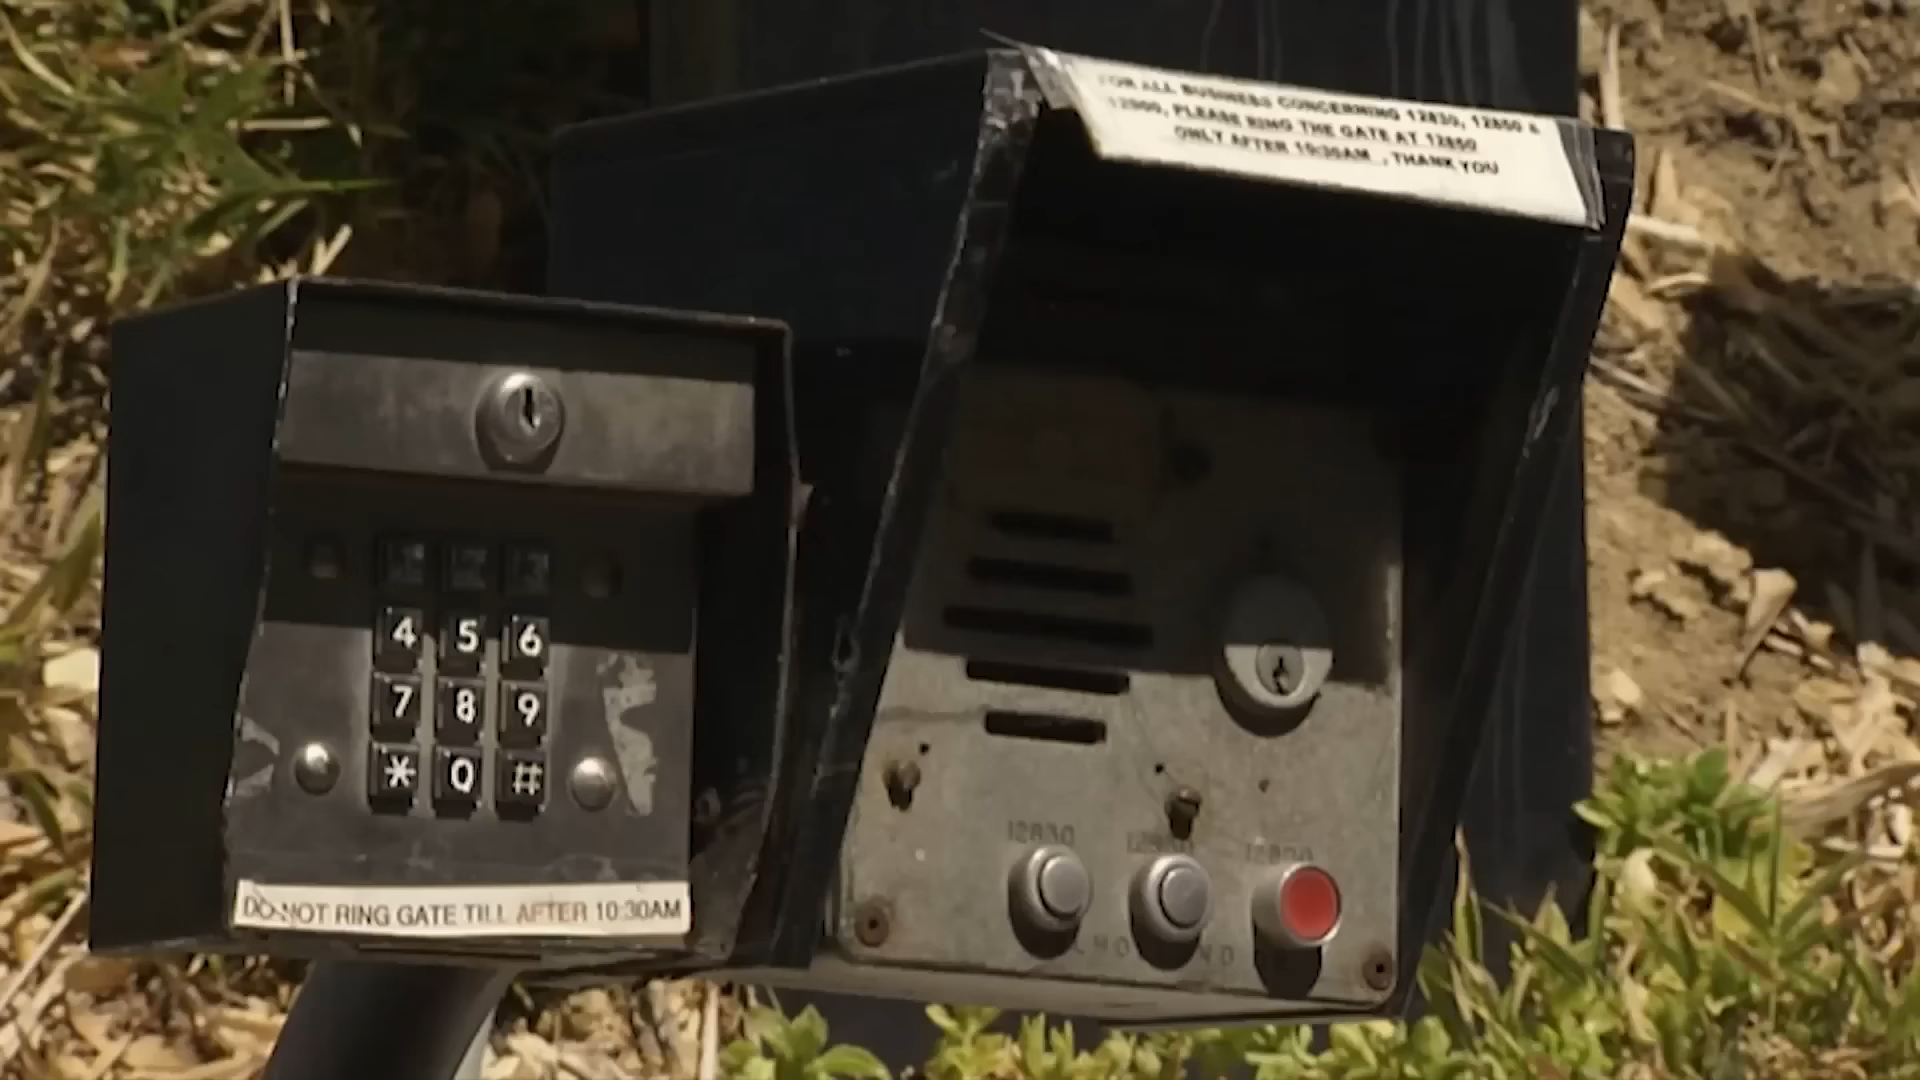 FOR ALL BUSINESS CONCERNING 12830, 12850 &
12900, PLEASE RING THE GATE AT 12850
ONLY AFTER 10:30AM., THANK YOU
4 5 6
7 8 9
* 0 #
12830
DO NOT RING GATE TILL AFTER 10:30AM